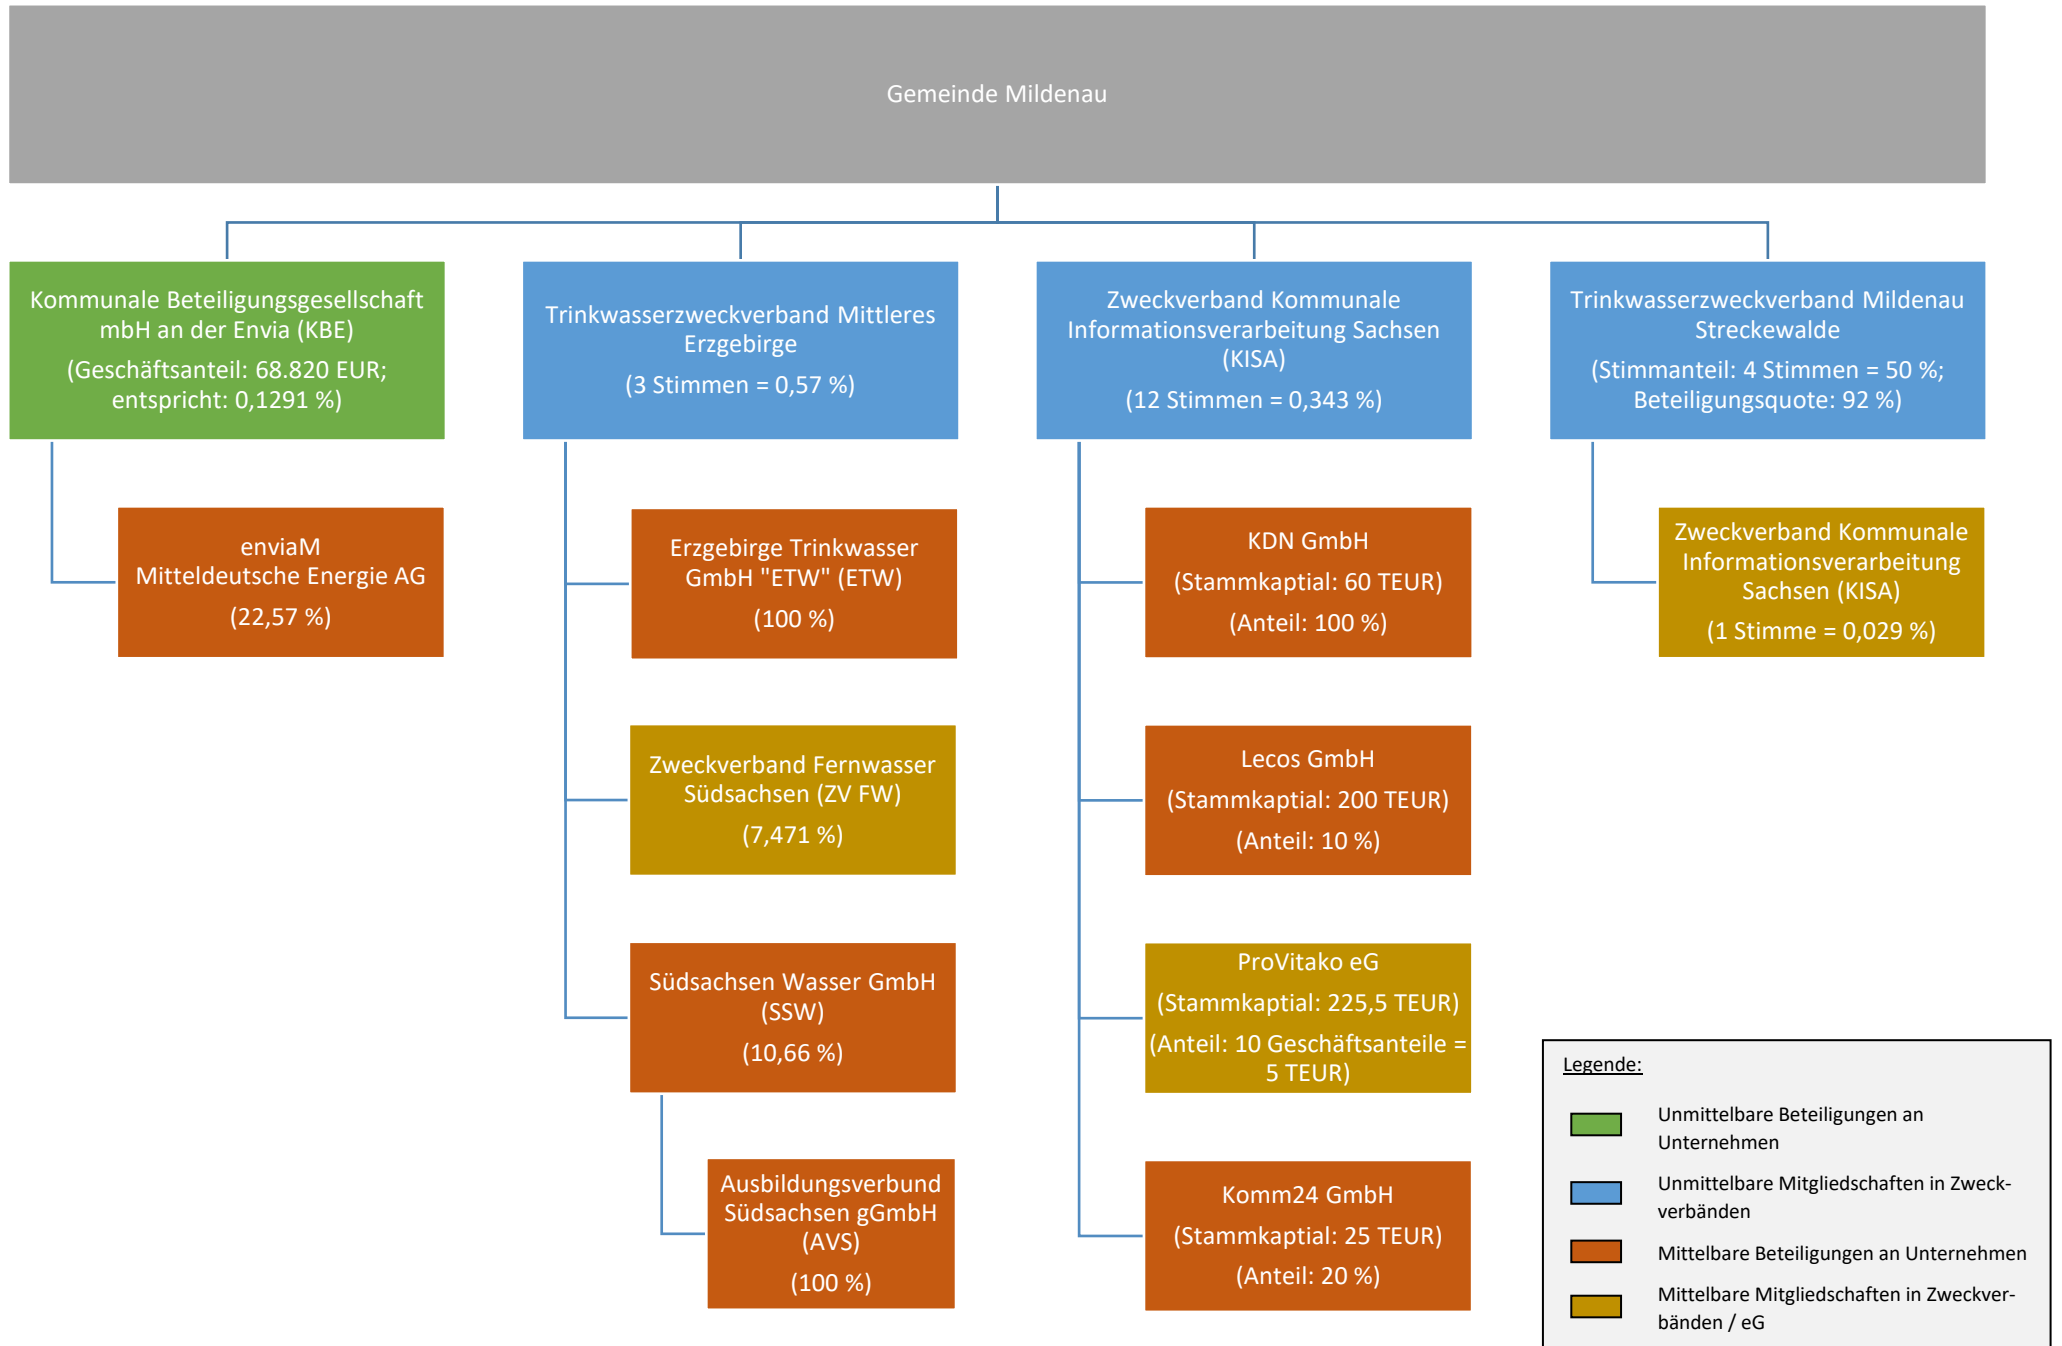 Gemeinde Mildenau
Kommunale Beteiligungsgesellschaft
mbH an der Envia (KBE)
(Geschäftsanteil: 68.820 EUR;
entspricht: 0,1291 %)
enviaM
Mitteldeutsche Energie AG
(22,57 %)
Trinkwasserzweckverband Mittleres
Erzgebirge
(3 Stimmen = 0,57 %)
Erzgebirge Trinkwasser
GmbH "ETW" (ETW)
(100 %)
Zweckverband Fernwasser
Südsachsen (ZV FW)
(7,471 %)
Südsachsen Wasser GmbH
(SSW)
(10,66 %)
Ausbildungsverbund
Südsachsen gGmbH
(AVS)
(100 %)
Zweckverband Kommunale
Informationsverarbeitung Sachsen
(KISA)
(12 Stimmen = 0,343 %)
KDN GmbH
(Stammkaptial: 60 TEUR)
(Anteil: 100 %)
Lecos GmbH
(Stammkaptial: 200 TEUR)
(Anteil: 10 %)
ProVitako eG
(Stammkaptial: 225,5 TEUR)
(Anteil: 10 Geschäftsanteile =
5 TEUR)
Komm24 GmbH
(Stammkaptial: 25 TEUR)
(Anteil: 20 %)
Trinkwasserzweckverband Mildenau
Streckewalde
(Stimmanteil: 4 Stimmen = 50 %;
Beteiligungsquote: 92 %)
Zweckverband Kommunale
Informationsverarbeitung
Sachsen (KISA)
(1 Stimme = 0,029 %)
Legende:
Unmittelbare Beteiligungen an
Unternehmen
Unmittelbare Mitgliedschaften in Zweck-
verbänden
Mittelbare Beteiligungen an Unternehmen
Mittelbare Mitgliedschaften in Zweckver-
bänden / eG